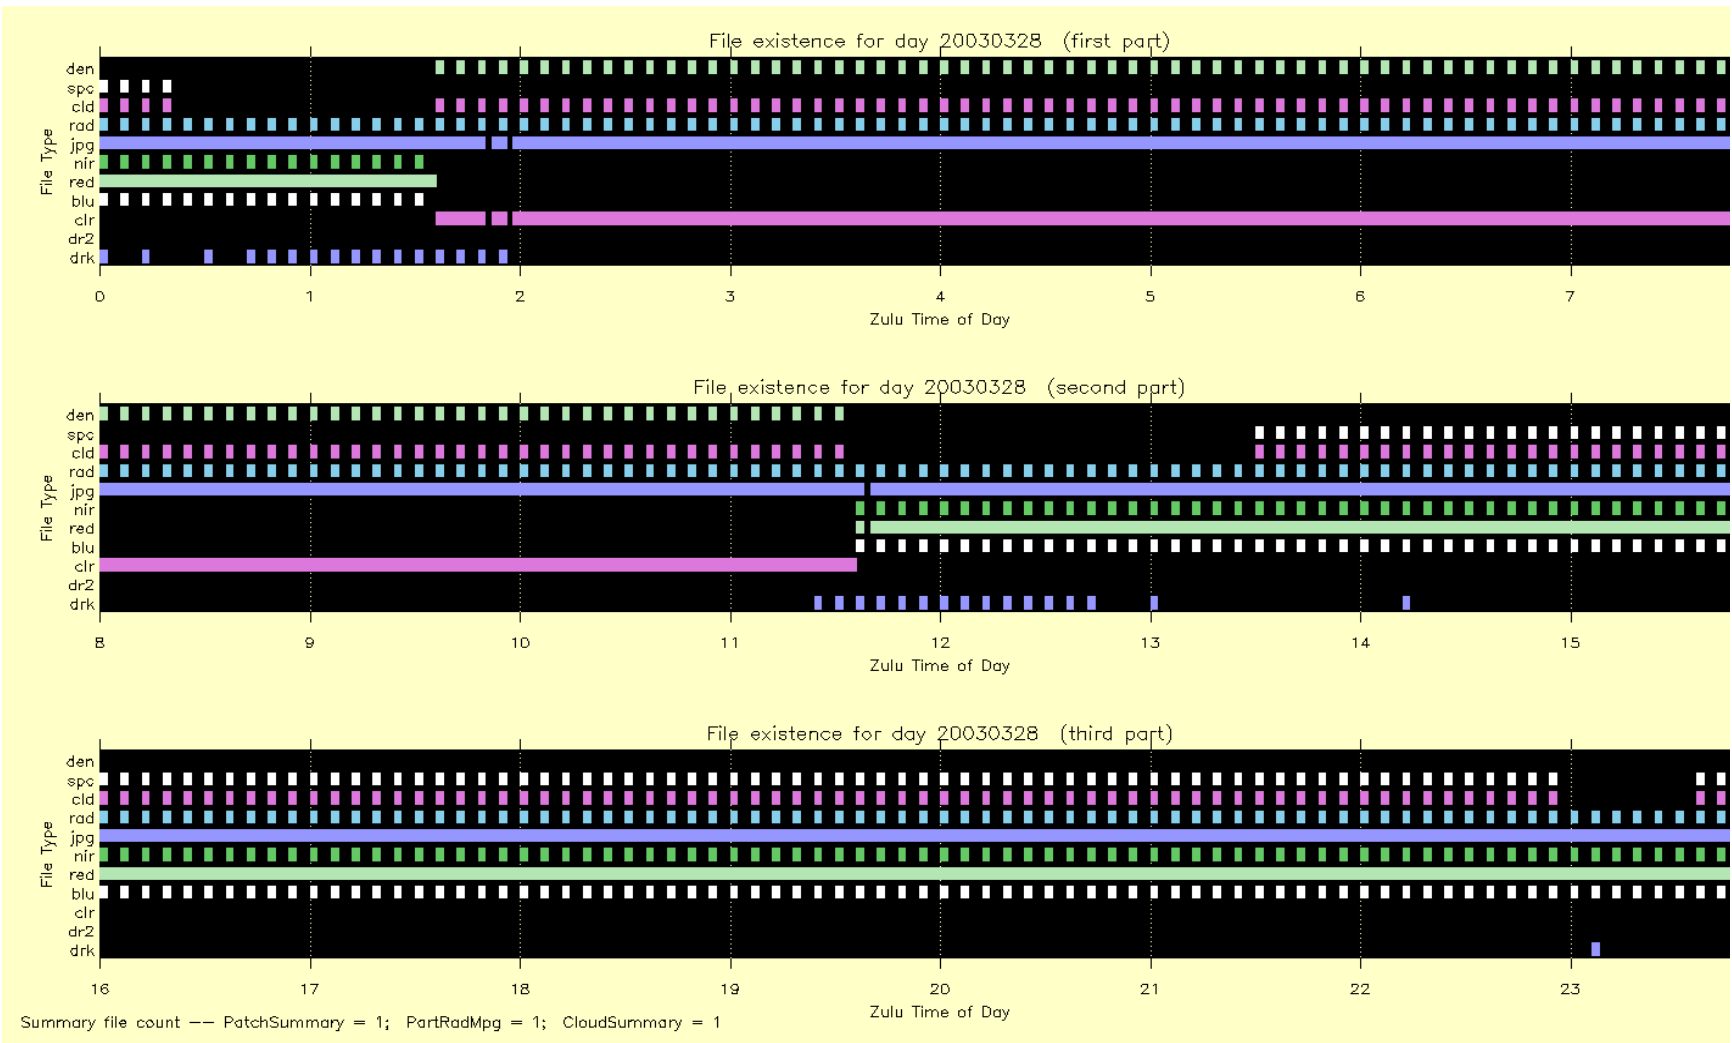 File existence for day 20030328 (first part)
den
spc
cld
rad
jpg
nir
red
blu
clr
dr2
drk
File Type
0 1 2 3 4 5 6 7
Zulu Time of Day
File existence for day 20030328 (second part)
den
spc
cld
rad
jpg
nir
red
blu
clr
dr2
drk
File Type
8 9 10 11 12 13 14 15
Zulu Time of Day
File existence for day 20030328 (third part)
den
spc
cld
rad
jpg
nir
red
blu
clr
dr2
drk
File Type
16 17 18 19 20 21 22 23
Zulu Time of Day
Summary file count -- PatchSummary = 1; PartRadMpg = 1; CloudSummary = 1